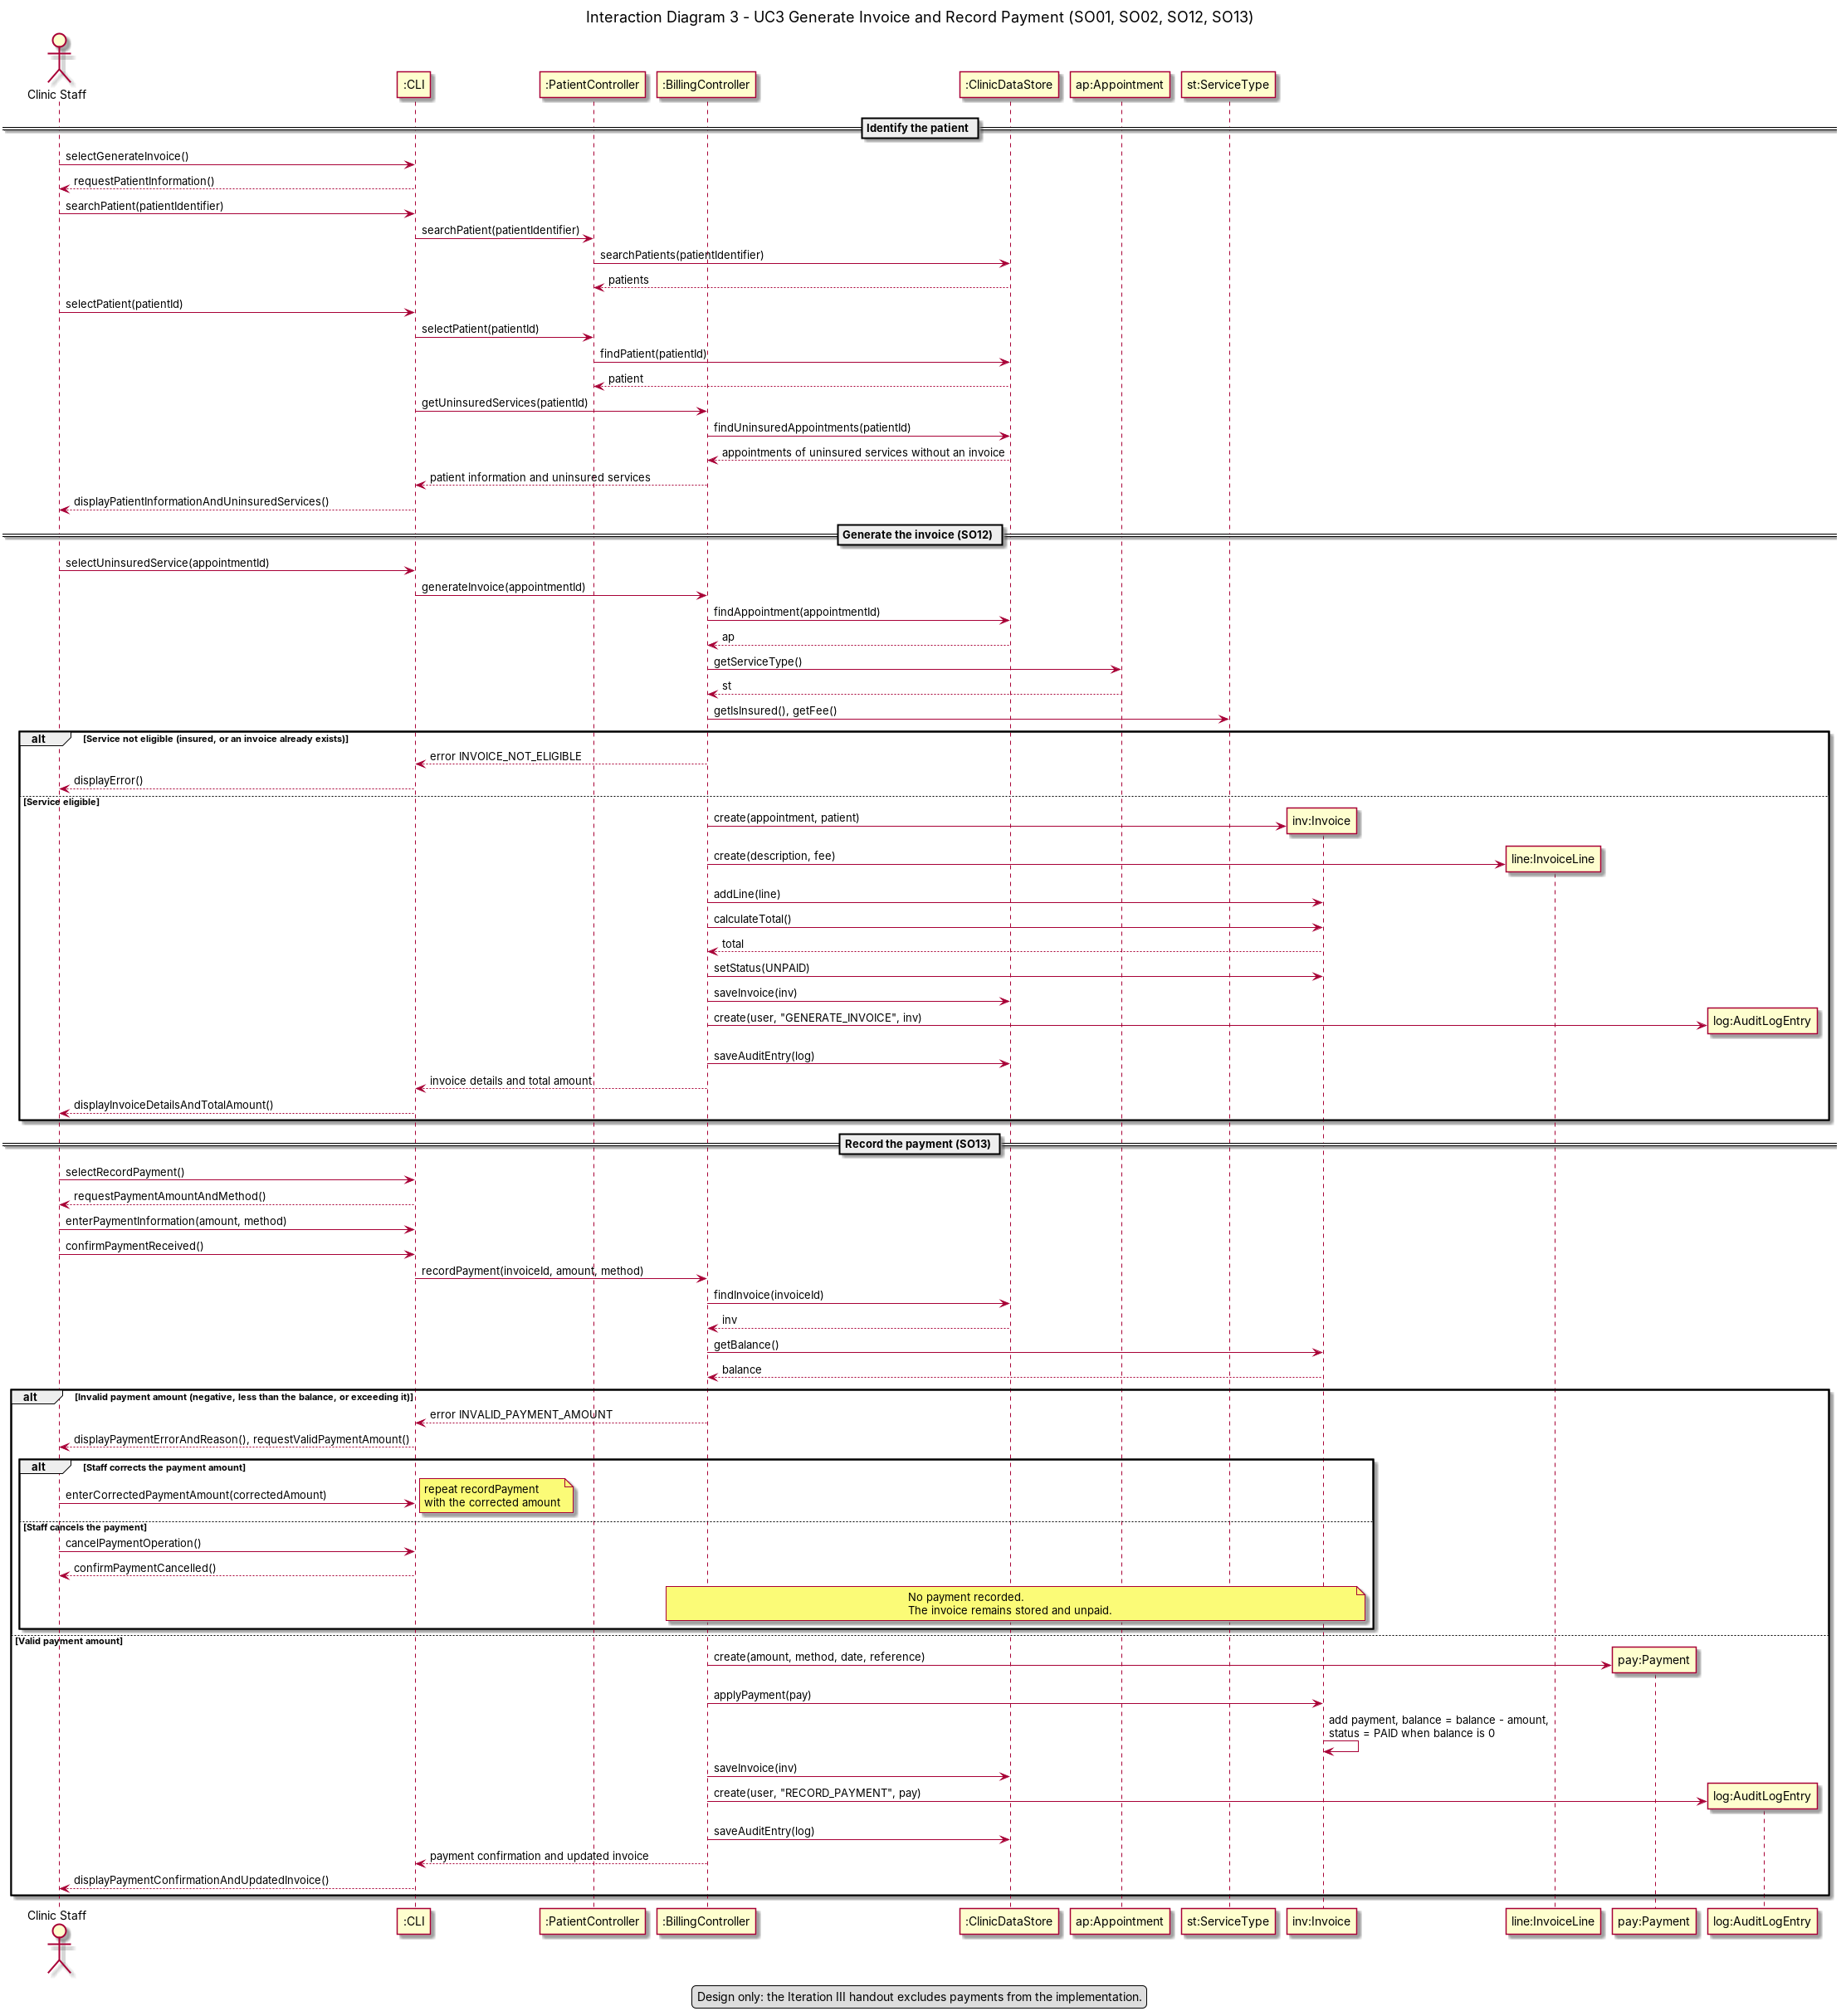 Interaction Diagram 3 - UC3 Generate Invoice and Record Payment (SO01, SO02, SO12, SO13)
Clinic Staff
:CLI
:PatientController
:BillingController
:ClinicDataStore
ap:Appointment
st:ServiceType
Identify the patient
selectGenerateInvoice()
requestPatientInformation()
searchPatient(patientIdentifier)
searchPatient(patientIdentifier)
searchPatients(patientIdentifier)
patients
selectPatient(patientId)
selectPatient(patientId)
findPatient(patientId)
patient
getUninsuredServices(patientId)
findUninsuredAppointments(patientId)
appointments of uninsured services without an invoice
patient information and uninsured services
displayPatientInformationAndUninsuredServices()
Generate the invoice (SO12)
selectUninsuredService(appointmentId)
generateInvoice(appointmentId)
findAppointment(appointmentId)
ap
getServiceType()
st
getIsInsured(), getFee()
alt
[Service not eligible (insured, or an invoice already exists)]
error INVOICE_NOT_ELIGIBLE
displayError()
[Service eligible]
create(appointment, patient)
inv:Invoice
create(description, fee)
line:InvoiceLine
addLine(line)
calculateTotal()
total
setStatus(UNPAID)
saveInvoice(inv)
create(user, "GENERATE_INVOICE", inv)
log:AuditLogEntry
saveAuditEntry(log)
invoice details and total amount
displayInvoiceDetailsAndTotalAmount()
Record the payment (SO13)
selectRecordPayment()
requestPaymentAmountAndMethod()
enterPaymentInformation(amount, method)
confirmPaymentReceived()
recordPayment(invoiceId, amount, method)
findInvoice(invoiceId)
inv
getBalance()
balance
alt
[Invalid payment amount (negative, less than the balance, or exceeding it)]
error INVALID_PAYMENT_AMOUNT
displayPaymentErrorAndReason(), requestValidPaymentAmount()
alt
[Staff corrects the payment amount]
enterCorrectedPaymentAmount(correctedAmount)
repeat recordPayment
with the corrected amount
[Staff cancels the payment]
cancelPaymentOperation()
confirmPaymentCancelled()
No payment recorded.
The invoice remains stored and unpaid.
[Valid payment amount]
create(amount, method, date, reference)
pay:Payment
applyPayment(pay)
add payment, balance = balance - amount,
status = PAID when balance is 0
saveInvoice(inv)
create(user, "RECORD_PAYMENT", pay)
log:AuditLogEntry
saveAuditEntry(log)
payment confirmation and updated invoice
displayPaymentConfirmationAndUpdatedInvoice()
Clinic Staff
:CLI
:PatientController
:BillingController
:ClinicDataStore
ap:Appointment
st:ServiceType
inv:Invoice
line:InvoiceLine
pay:Payment
log:AuditLogEntry
Design only: the Iteration III handout excludes payments from the implementation.